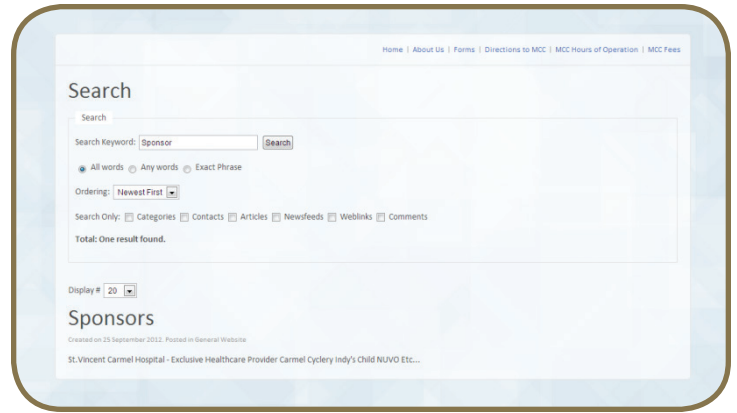 Home | About Us | Forms | Directions to MCC | MCC Hours of Operation | MCC Fees
Search
Search
Search Keyword: Sponsor Search
All words Any words Exact Phrase
Ordering: Newest First
Search Only: Categories Contacts Articles Newsfeeds Weblinks Comments
Total: One result found.
Display # 20
Sponsors
Created on 25 September 2012. Posted in General Website
St.Vincent Carmel Hospital - Exclusive Healthcare Provider Carmel Cyclery Indy's Child NUVO Etc...